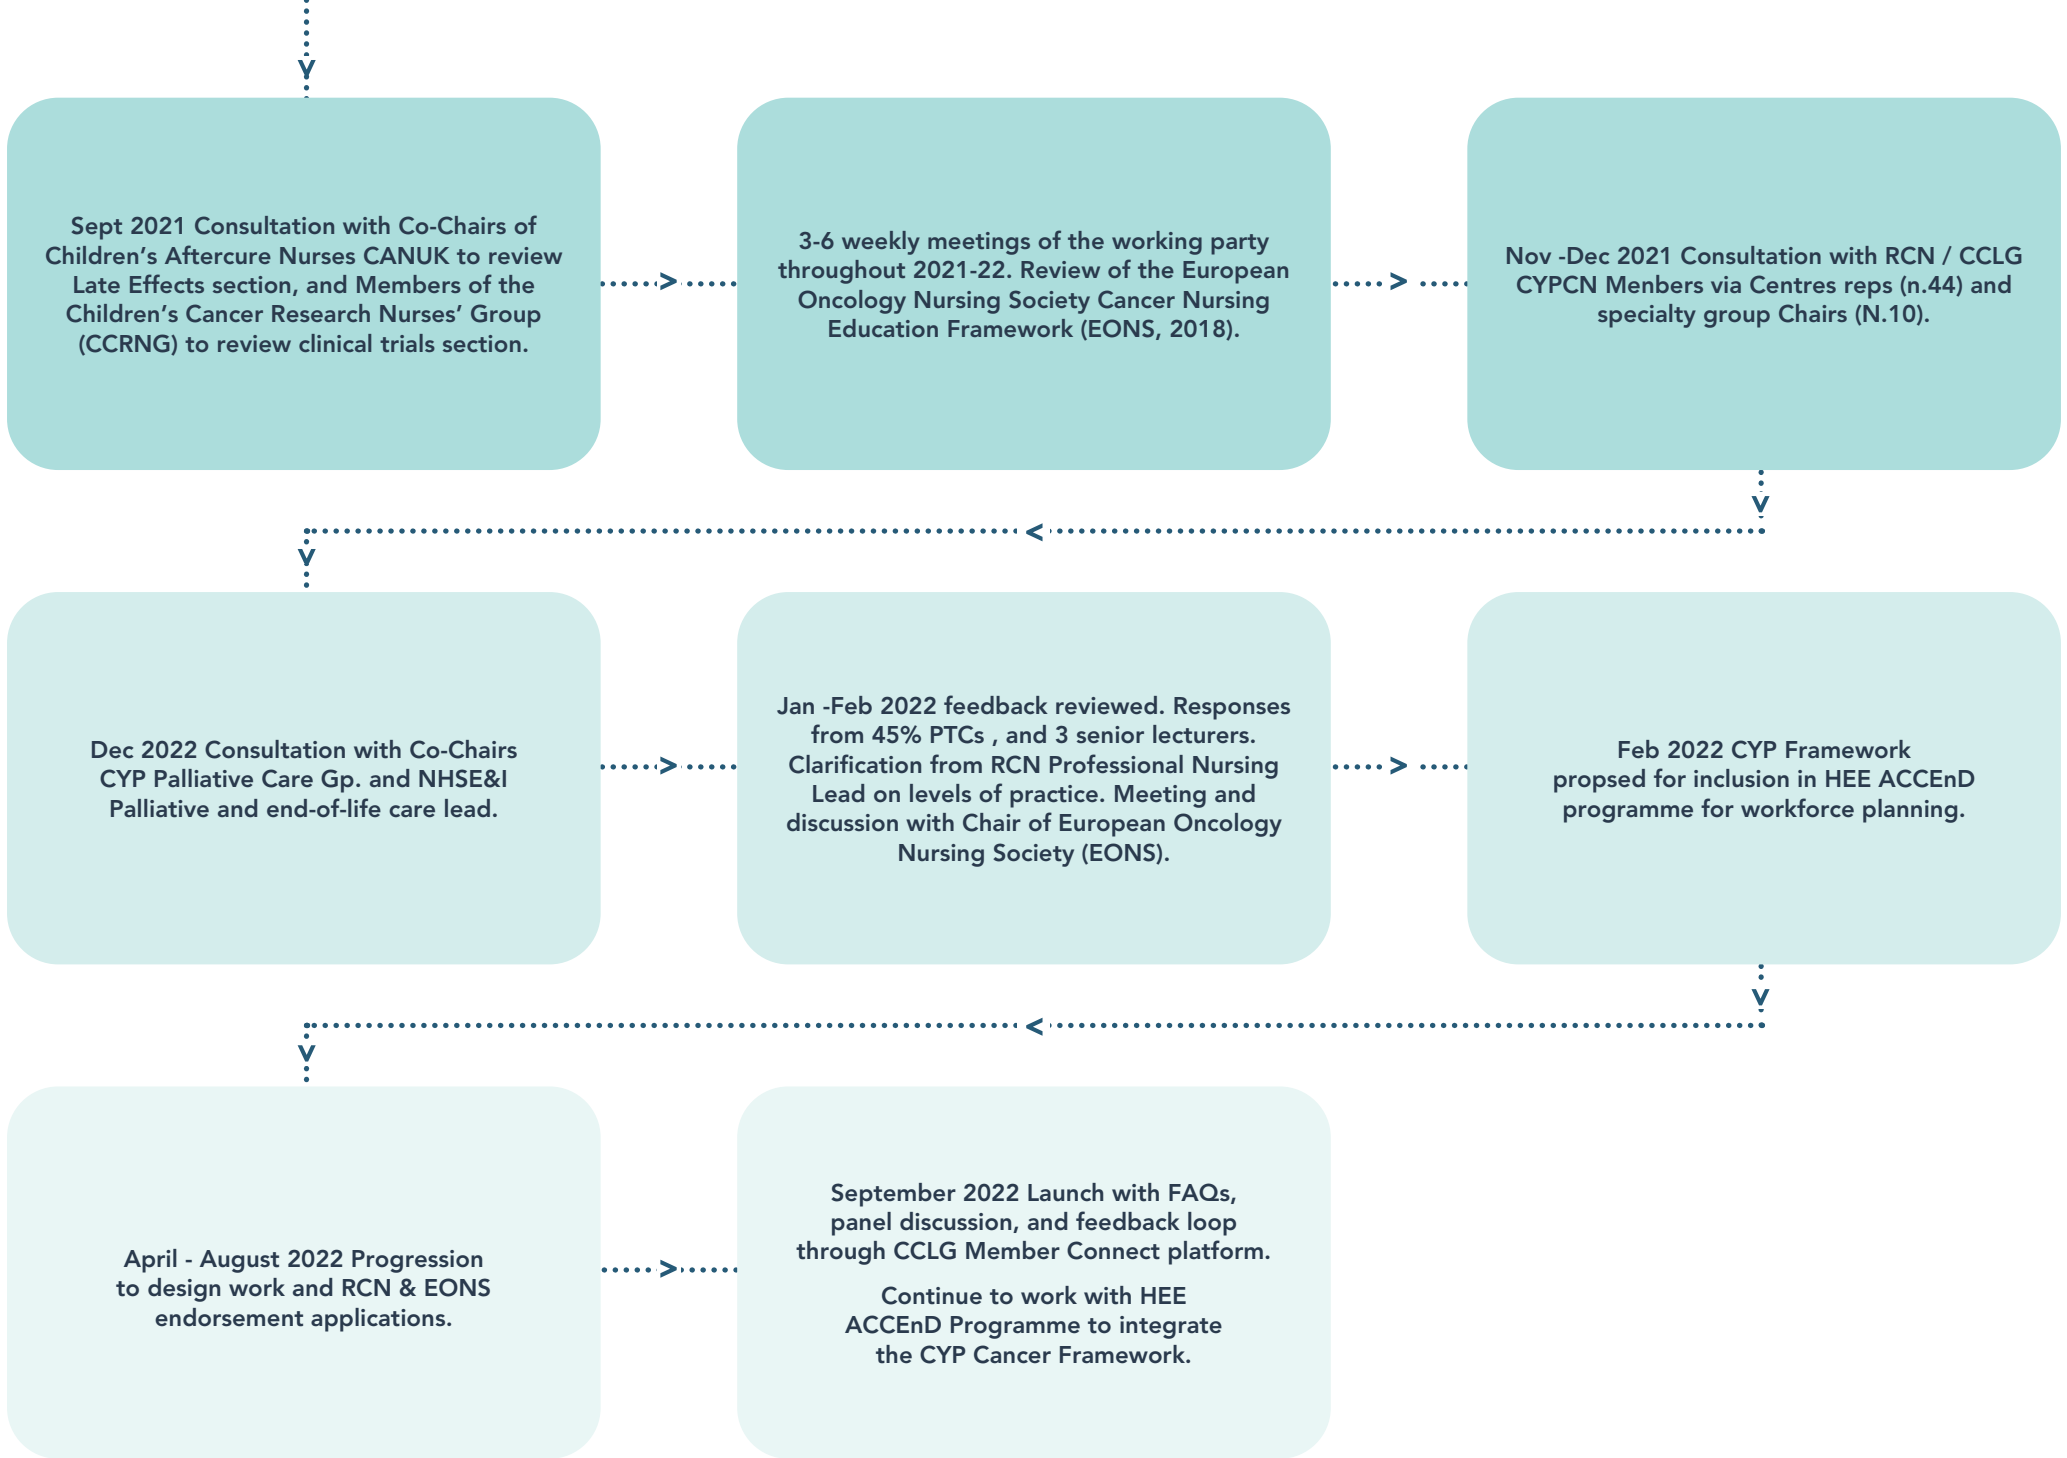 Sept 2021 Consultation with Co-Chairs of
Children’s Aftercure Nurses CANUK to review
Late Effects section, and Members of the
Children’s Cancer Research Nurses’ Group
(CCRNG) to review clinical trials section.
3-6 weekly meetings of the working party
throughout 2021-22. Review of the European
Oncology Nursing Society Cancer Nursing
Education Framework (EONS, 2018).
Nov -Dec 2021 Consultation with RCN / CCLG
CYPCN Menbers via Centres reps (n.44) and
specialty group Chairs (N.10).
Dec 2022 Consultation with Co-Chairs
CYP Palliative Care Gp. and NHSE&I
Palliative and end-of-life care lead.
Jan -Feb 2022 feedback reviewed. Responses
from 45% PTCs , and 3 senior lecturers.
Clarification from RCN Professional Nursing
Lead on levels of practice. Meeting and
discussion with Chair of European Oncology
Nursing Society (EONS).
Feb 2022 CYP Framework
propsed for inclusion in HEE ACCEnD
programme for workforce planning.
April - August 2022 Progression
to design work and RCN & EONS
endorsement applications.
September 2022 Launch with FAQs,
panel discussion, and feedback loop
through CCLG Member Connect platform.
Continue to work with HEE
ACCEnD Programme to integrate
the CYP Cancer Framework.